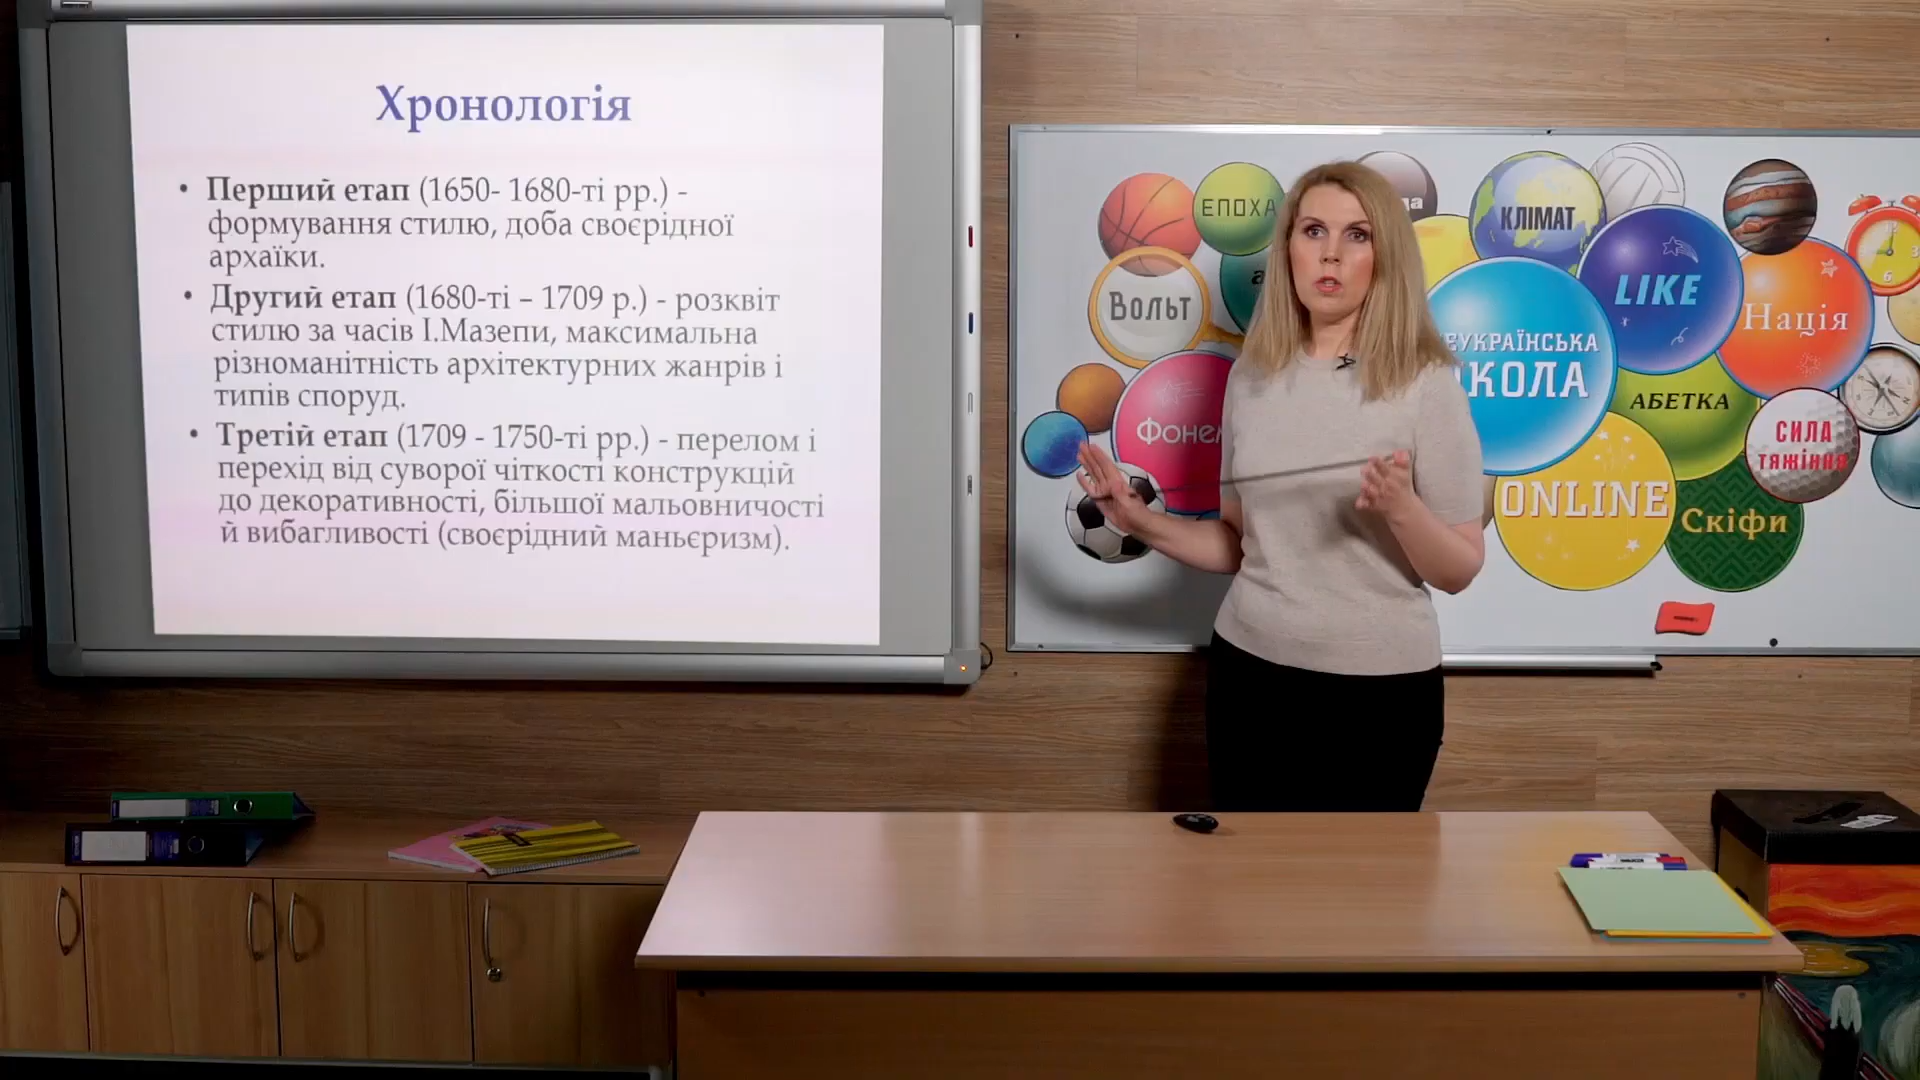 Хронологія
• Перший етап (1650- 1680-ті рр.) -
формування стилю, доба своєрідної
архаїки.
• Другий етап (1680-ті – 1709 р.) - розквіт
стилю за часів І.Мазепи, максимальна
різноманітність архітектурних жанрів і
типів споруд.
• Третій етап (1709 - 1750-ті рр.) - перелом і
перехід від суворої чіткості конструкцій
до декоративності, більшої мальовничості
й вибагливості (своєрідний маньєризм).
ЕПОХА
КЛІМАТ
LIKE
Вольт
Нація
ЕУКРАЇНСЬКА
КОЛА
АБЕТКА
Фонем
СИЛА
ТЯЖІННЯ
ONLINE
Скіфи